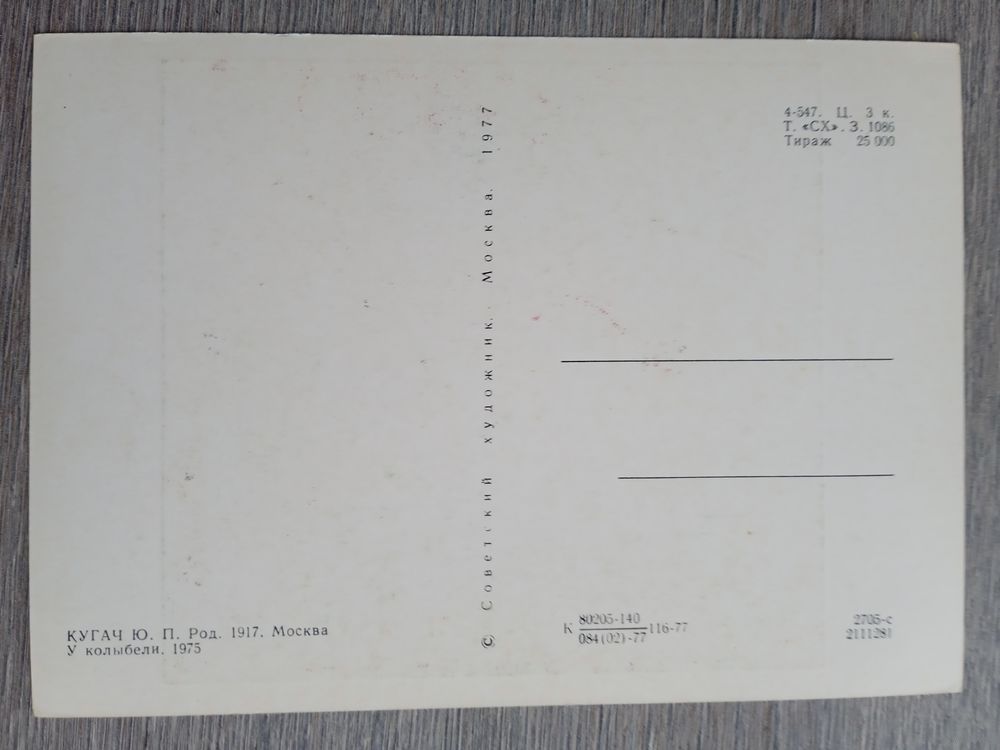 4-547. Ц. 3 к.
Т. «СХ». З. 1086
Тираж 25 000
© Советский художник. Москва. 1977
КУГАЧ Ю. П. Род. 1917, Москва
У колыбели, 1975
К 80205-140
084(02)-77 116-77
2705-с
2111281